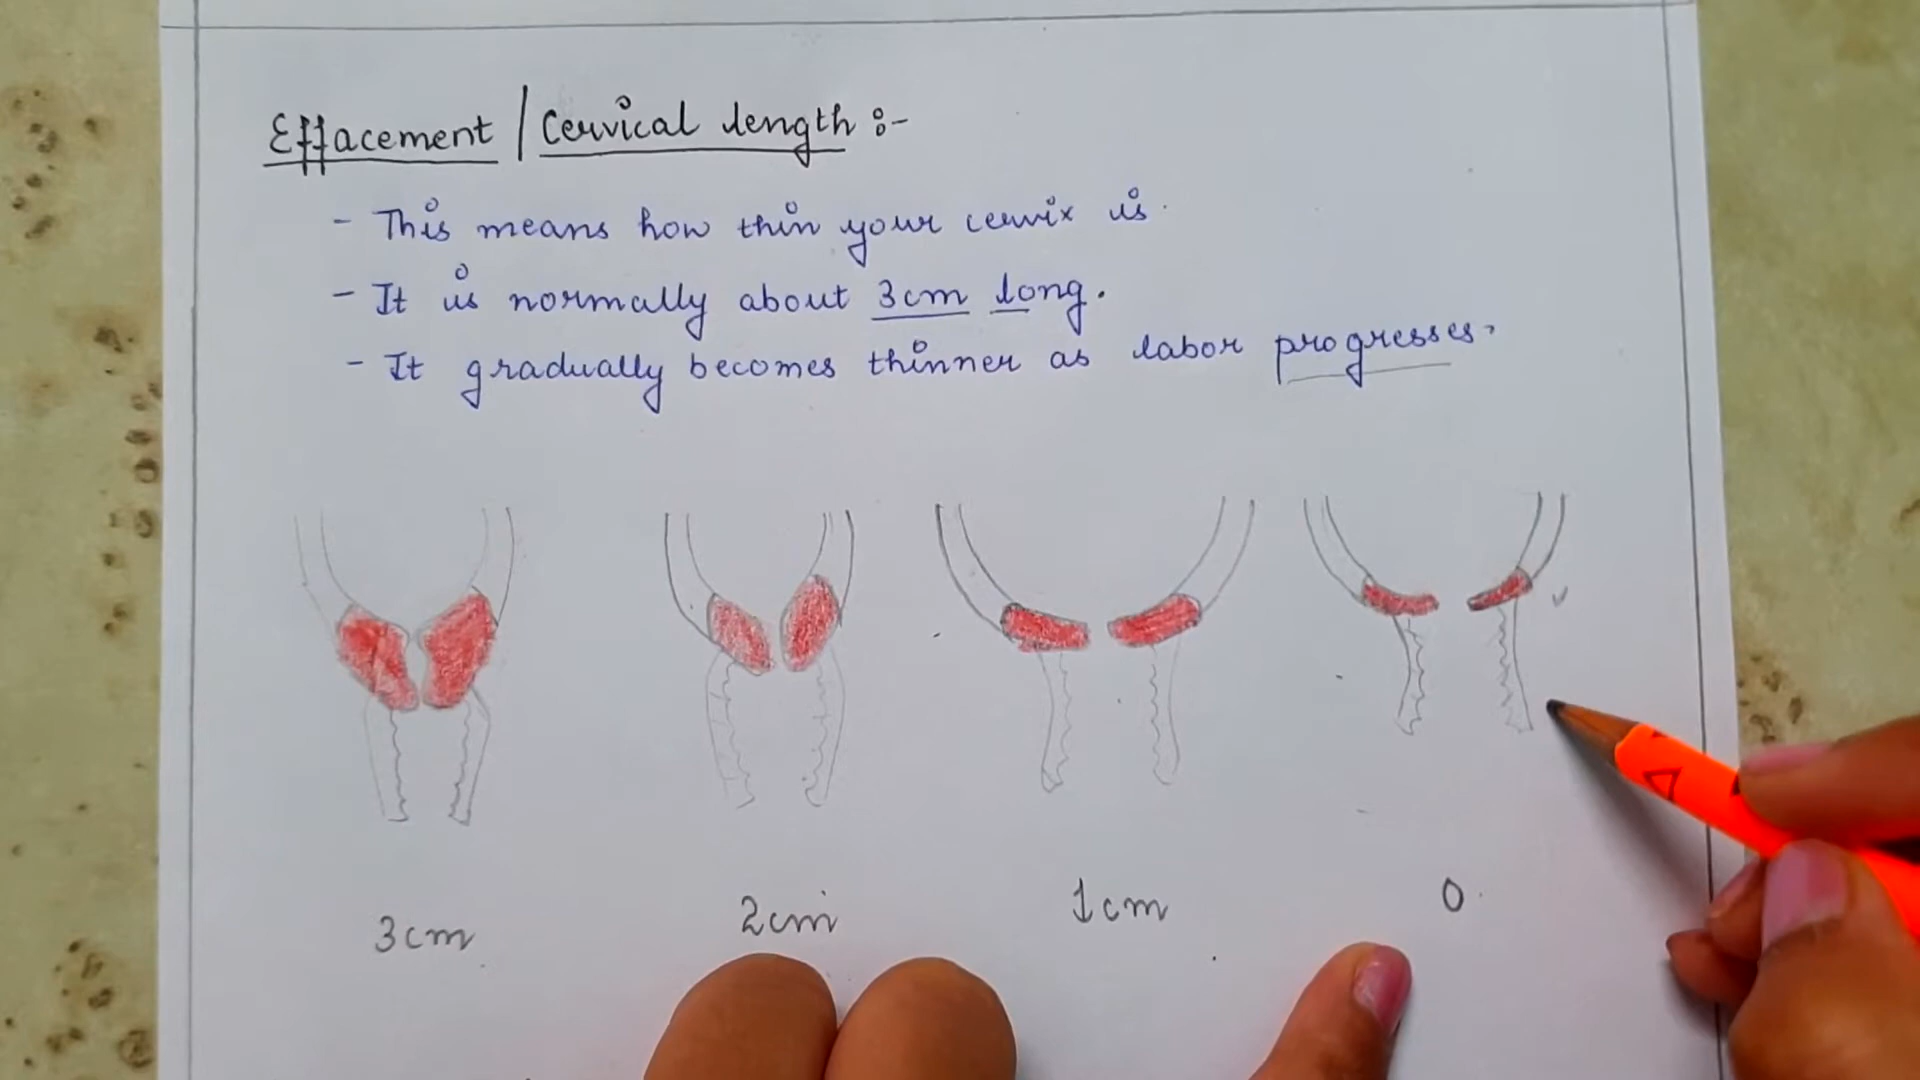 Effacement / Cervical length :-
- This means how thin your cervix is.
- It is normally about 3cm long.
- It gradually becomes thinner as labor progresses.
3cm
2cm
1cm
0